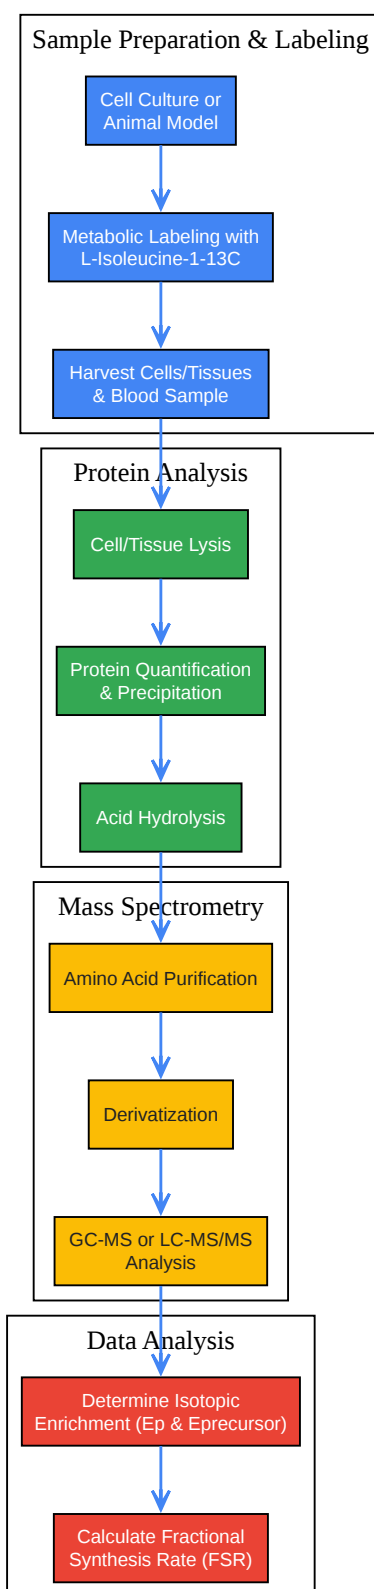 Sample Preparation & Labeling
Cell Culture or
Animal Model
Metabolic Labeling with
L-Isoleucine-1-13C
Harvest Cells/Tissues
& Blood Sample
Protein Analysis
Cell/Tissue Lysis
Protein Quantification
& Precipitation
Acid Hydrolysis
Mass Spectrometry
Amino Acid Purification
Derivatization
GC-MS or LC-MS/MS
Analysis
Data Analysis
Determine Isotopic
Enrichment (Ep & Eprecursor)
Calculate Fractional
Synthesis Rate (FSR)